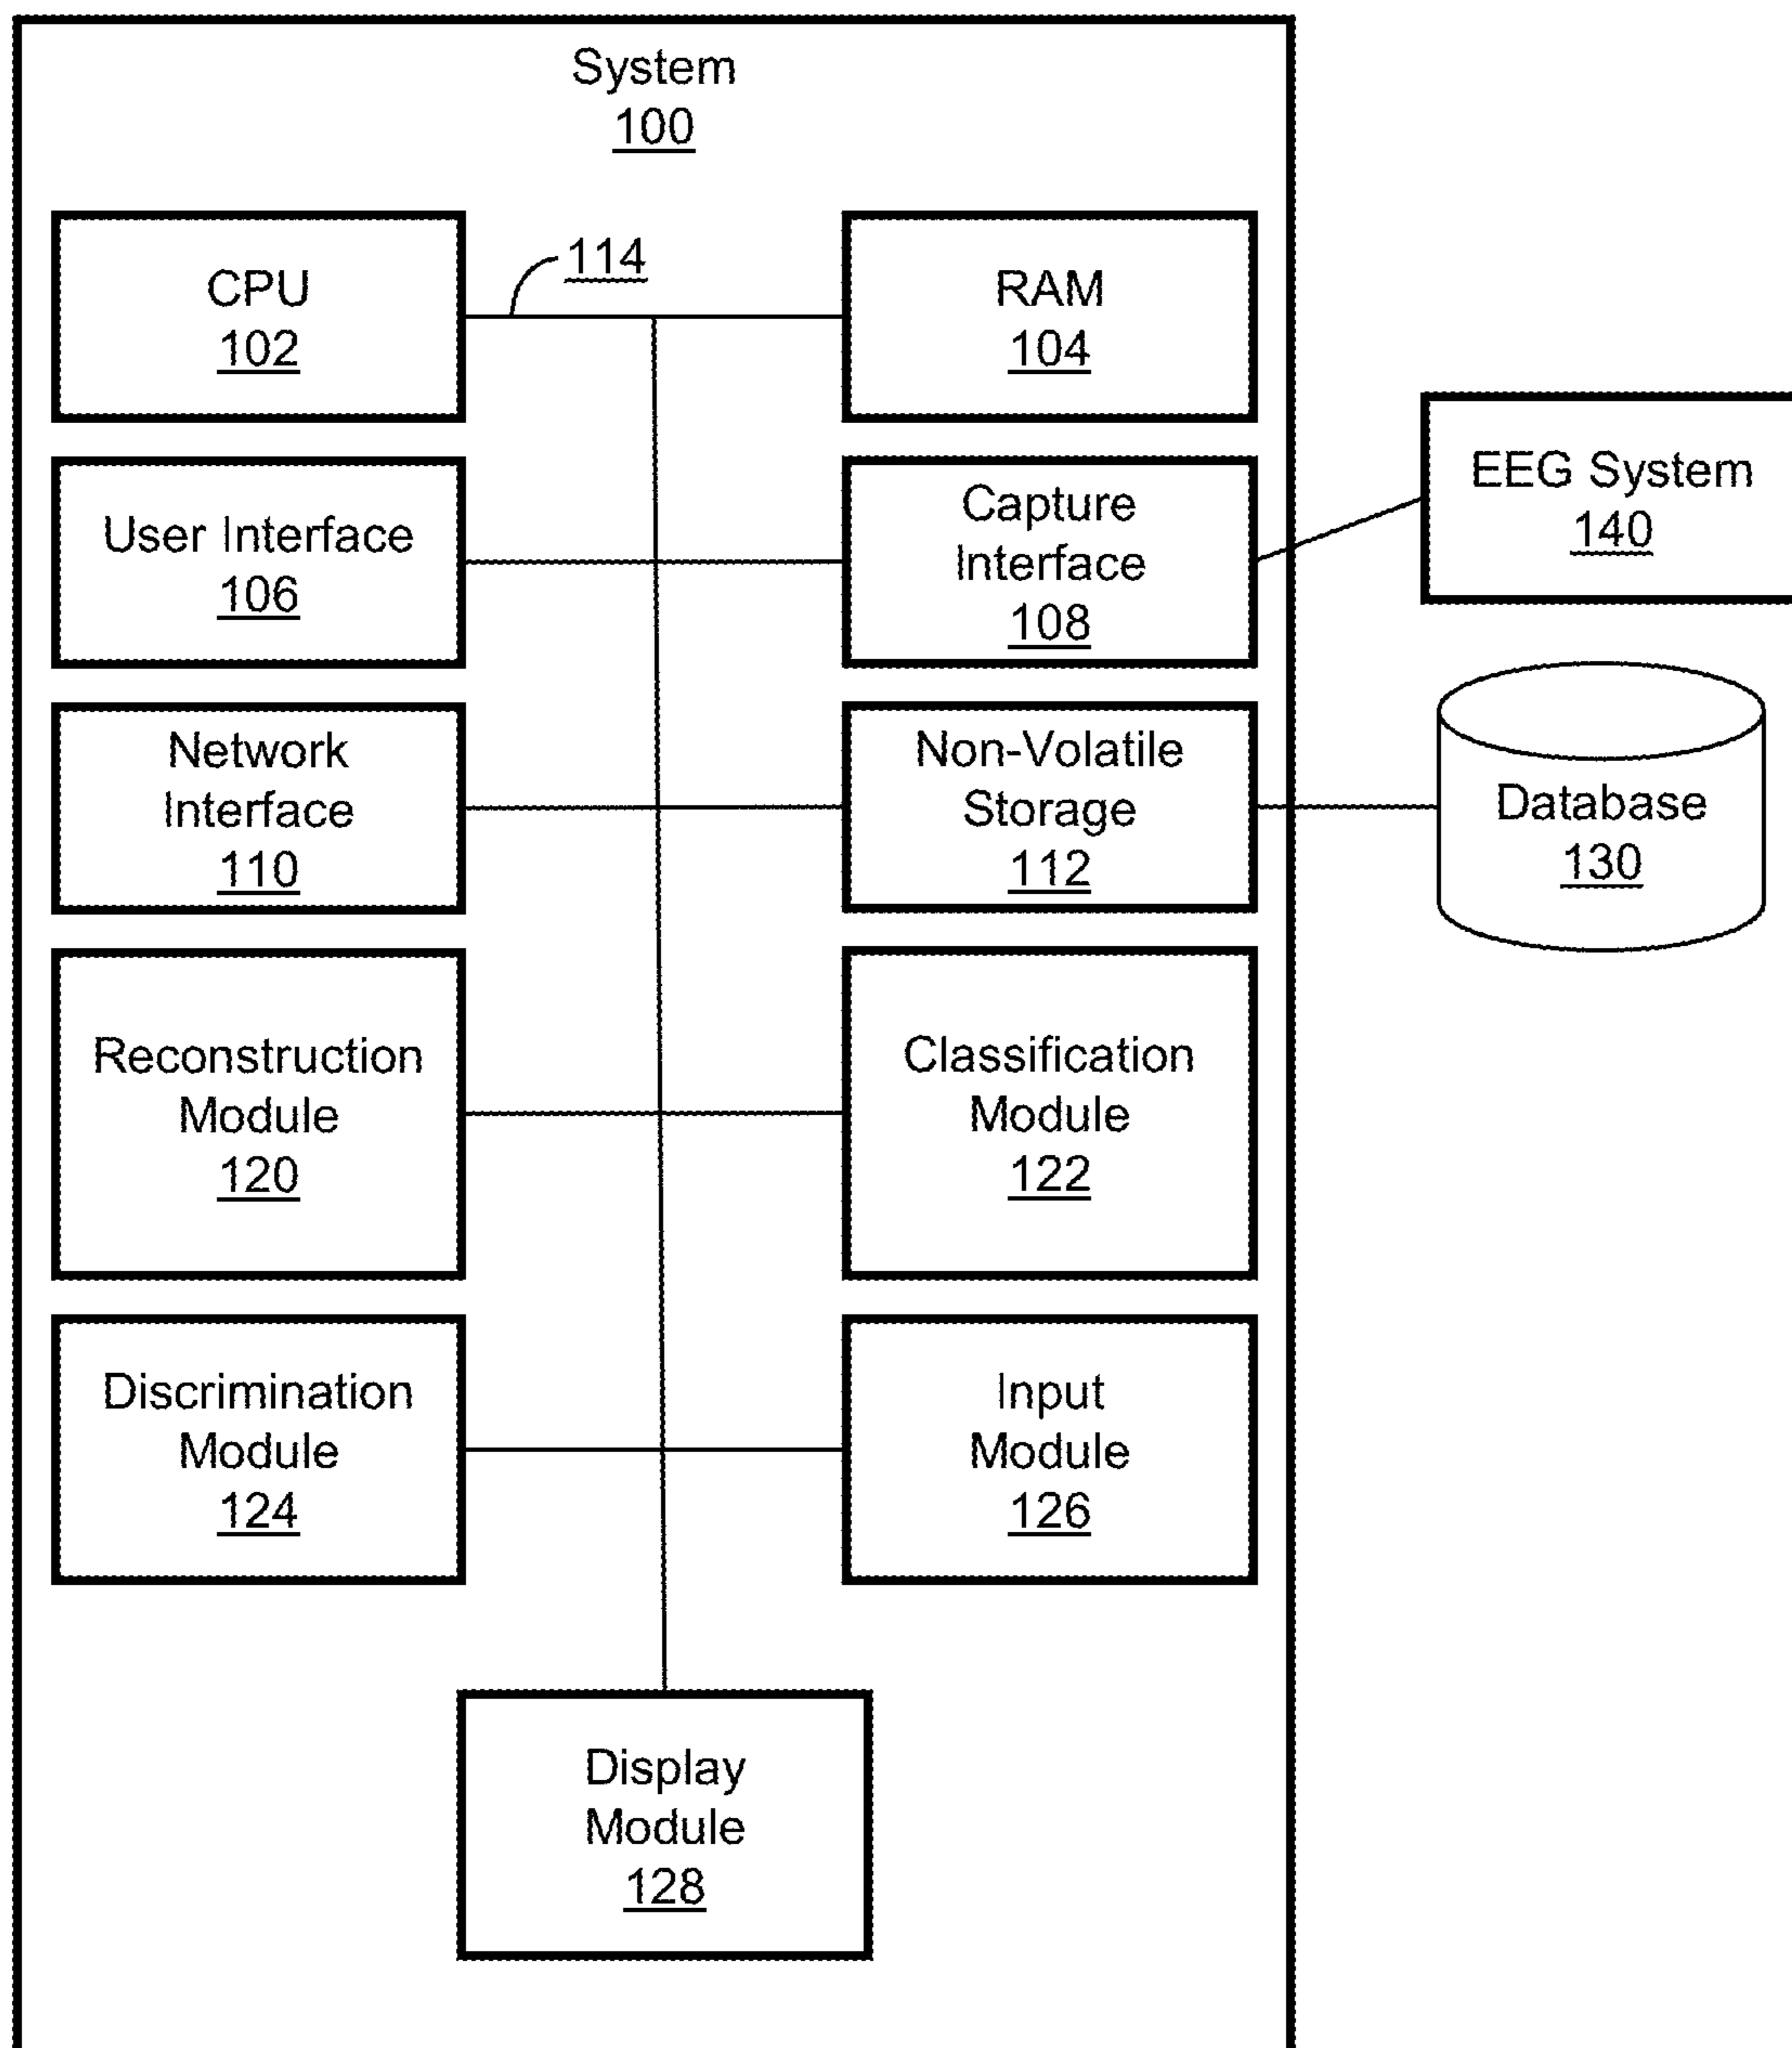 System
100
CPU
102
114
RAM
104
User Interface
106
Capture
Interface
108
EEG System
140
Network
Interface
110
Non-Volatile
Storage
112
Database
130
Reconstruction
Module
120
Classification
Module
122
Discrimination
Module
124
Input
Module
126
Display
Module
128